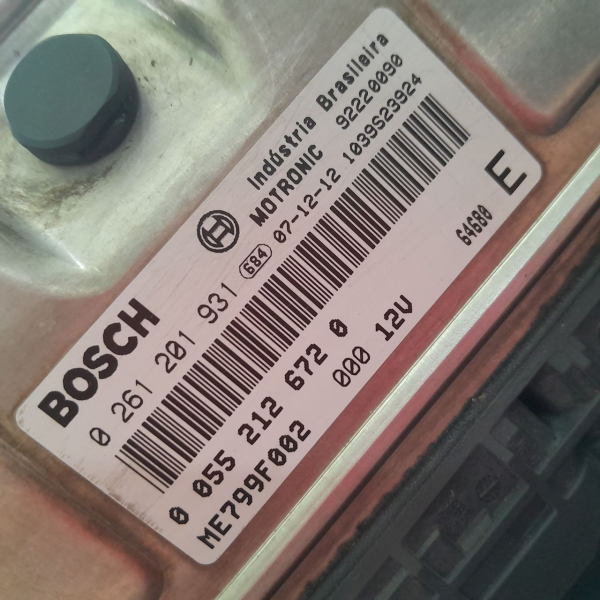 BOSCH
Indústria Brasileira
MOTRONIC 92220090
0 261 201 931 684 07-12-12 1039S23924
E
0 055 212 672 0
64680
ME799F002 000 12V